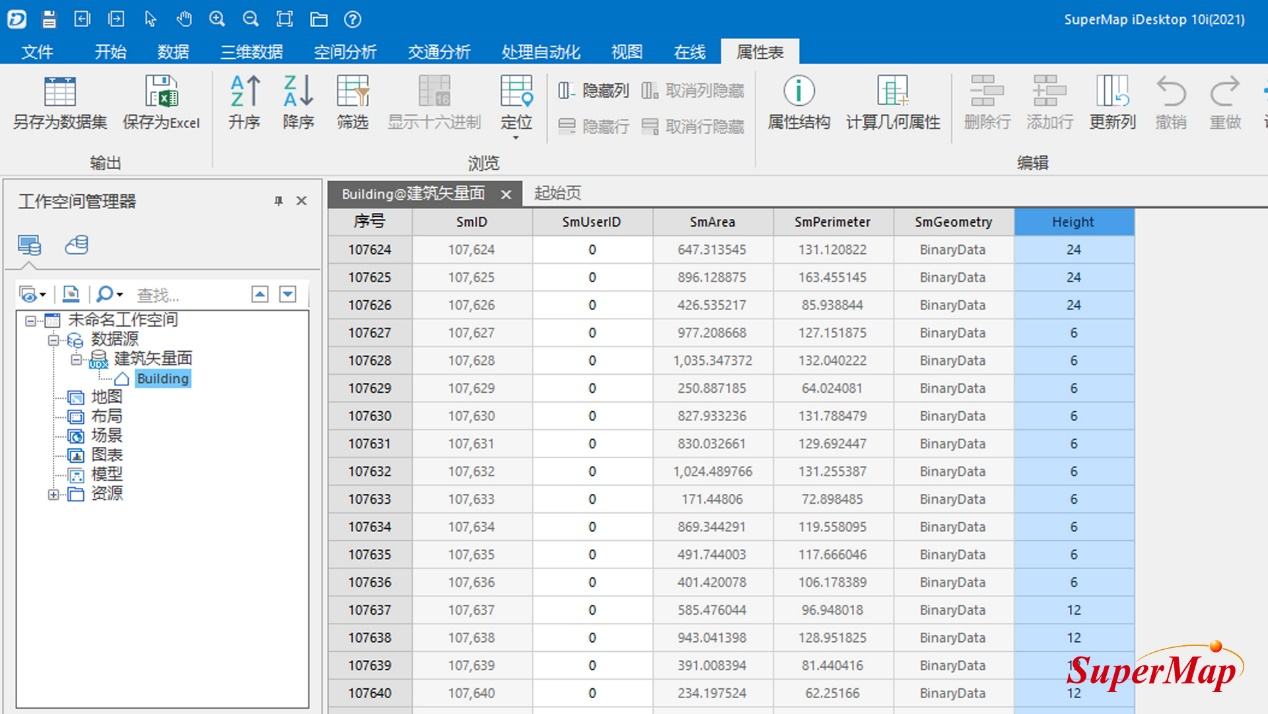 SuperMap iDesktop 10i(2021)
文件 开始 数据 三维数据 空间分析 交通分析 处理自动化 视图 在线 属性表
另存为数据集 保存为Excel 升序 降序 筛选 显示十六进制 定位 隐藏列 取消列隐藏 隐藏行 取消行隐藏 属性结构 计算几何属性 删除行 添加行 更新列 撤销 重做
输出 浏览 编辑
工作空间管理器
Building@建筑矢量面 起始页
查找...
未命名工作空间
数据源
建筑矢量面
UDX
Building
地图
布局
场景
图表
模型
资源
序号 SmID SmUserID SmArea SmPerimeter SmGeometry Height
107624 107,624 0 647.313545 131.120822 BinaryData 24
107625 107,625 0 896.128875 163.455145 BinaryData 24
107626 107,626 0 426.535217 85.938844 BinaryData 24
107627 107,627 0 977.208668 127.151875 BinaryData 6
107628 107,628 0 1,035.347372 132.040222 BinaryData 6
107629 107,629 0 250.887185 64.024081 BinaryData 6
107630 107,630 0 827.933236 131.788479 BinaryData 6
107631 107,631 0 830.032661 129.692447 BinaryData 6
107632 107,632 0 1,024.489766 131.255387 BinaryData 6
107633 107,633 0 171.44806 72.898485 BinaryData 6
107634 107,634 0 869.344291 119.558095 BinaryData 6
107635 107,635 0 491.744003 117.666046 BinaryData 6
107636 107,636 0 401.420078 106.178389 BinaryData 6
107637 107,637 0 585.476044 96.948018 BinaryData 12
107638 107,638 0 943.041398 128.951825 BinaryData 12
107639 107,639 0 391.008394 81.440416 BinaryData
107640 107,640 0 234.197524 62.25166 BinaryData 12
SuperMap